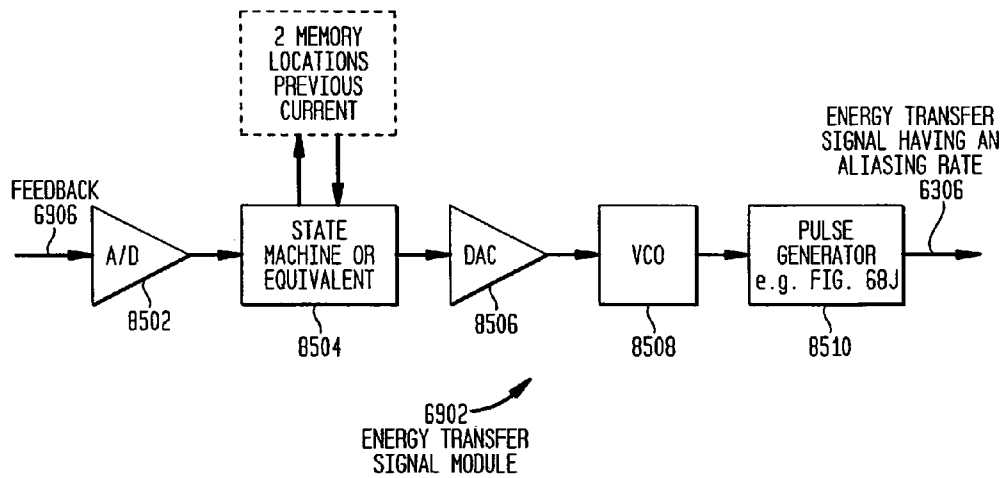 2 MEMORY
LOCATIONS
PREVIOUS
CURRENT
ENERGY TRANSFER
SIGNAL HAVING AN
ALIASING RATE
6306
FEEDBACK
6906
A/D
8502
STATE
MACHINE OR
EQUIVALENT
8504
DAC
8506
VCO
8508
PULSE
GENERATOR
e.g. FIG. 68J
8510
6902
ENERGY TRANSFER
SIGNAL MODULE